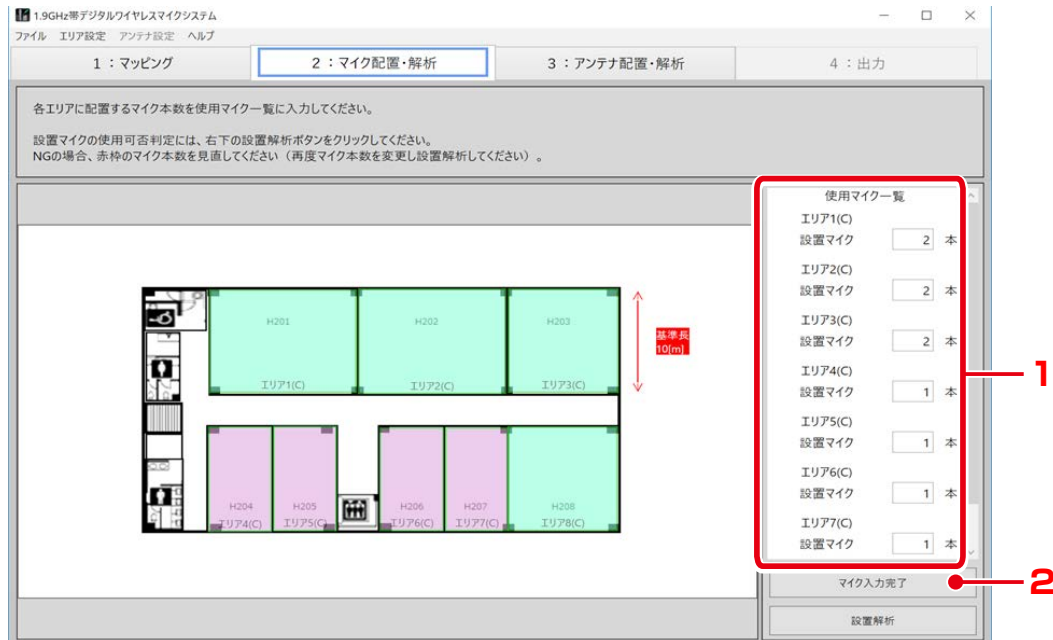 1.9GHz帯デジタルワイヤレスマイクシステム
ファイル エリア設定 アンテナ設定 ヘルプ
1：マッピング 2：マイク配置・解析 3：アンテナ配置・解析 4：出力
各エリアに配置するマイク本数を使用マイク一覧に入力してください。
設置マイクの使用可否判定には、右下の設置解析ボタンをクリックしてください。
NGの場合、赤枠のマイク本数を見直してください（再度マイク本数を変更し設置解析してください）。
H201
エリア1(C)
H202
エリア2(C)
H203
エリア3(C)
基準長
10[m]
H204
エリア4(C)
H205
エリア5(C)
H206
エリア6(C)
H207
エリア7(C)
H208
エリア8(C)
使用マイク一覧
エリア1(C)
設置マイク 2 本
エリア2(C)
設置マイク 2 本
エリア3(C)
設置マイク 2 本
エリア4(C)
設置マイク 1 本
エリア5(C)
設置マイク 1 本
エリア6(C)
設置マイク 1 本
エリア7(C)
設置マイク 1 本
1
マイク入力完了
2
設置解析